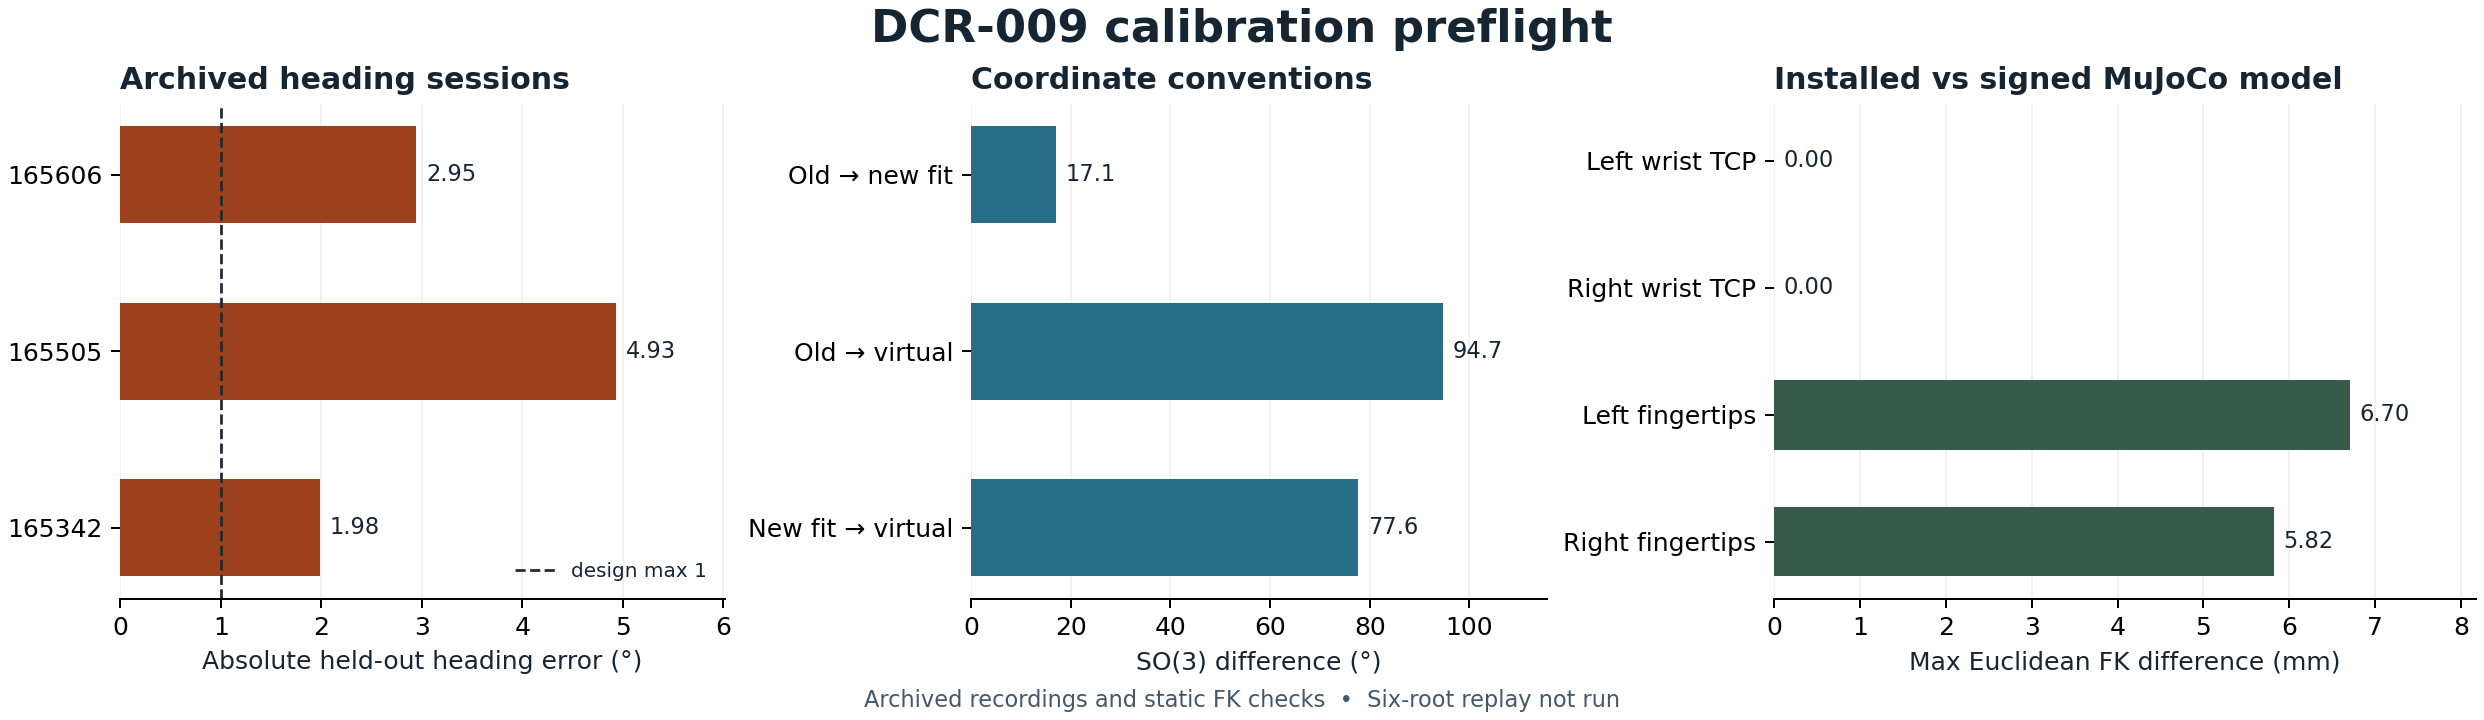 DCR-009 calibration preflight
Archived heading sessions
165606
2.95
165505
4.93
165342
1.98
design max 1
0 1 2 3 4 5 6
Absolute held-out heading error (°)
Coordinate conventions
Old → new fit
17.1
Old → virtual
94.7
New fit → virtual
77.6
0 20 40 60 80 100
SO(3) difference (°)
Installed vs signed MuJoCo model
Left wrist TCP
0.00
Right wrist TCP
0.00
Left fingertips
6.70
Right fingertips
5.82
0 1 2 3 4 5 6 7 8
Max Euclidean FK difference (mm)
Archived recordings and static FK checks • Six-root replay not run